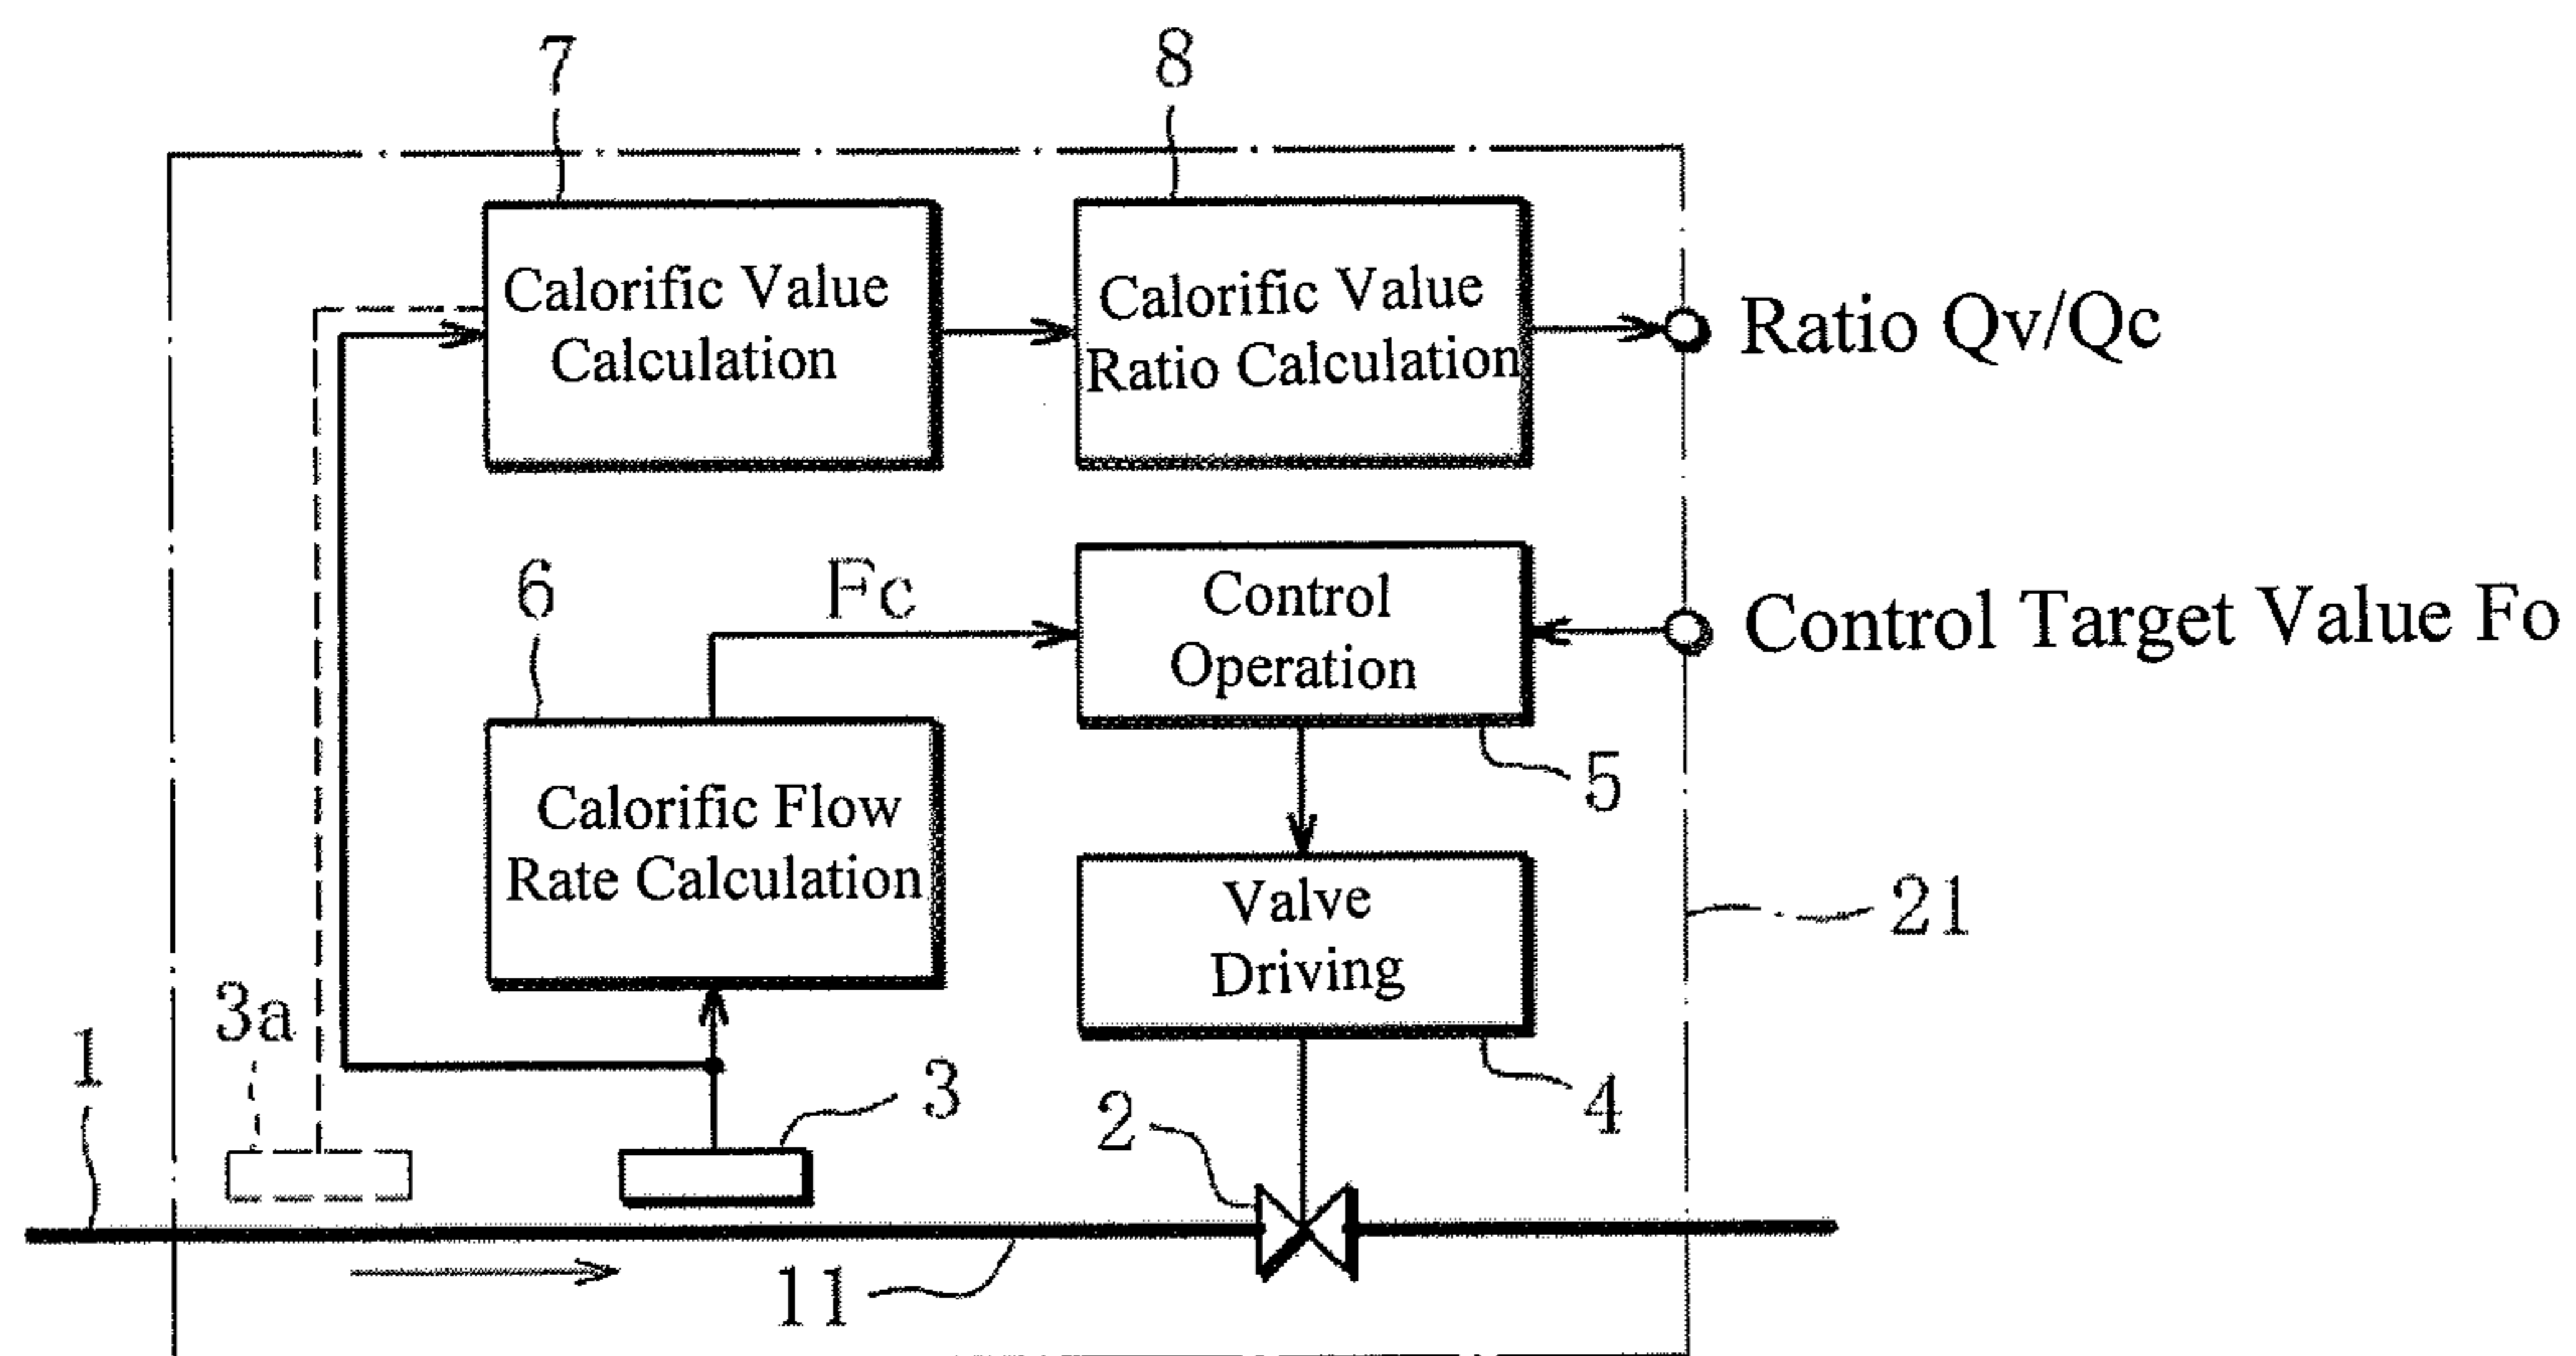 7
8
Calorific Value
Calculation
Calorific Value
Ratio Calculation
Ratio Qv/Qc
6
Fc
Control
Operation
Control Target Value Fo
5
Calorific Flow
Rate Calculation
Valve
Driving
21
3a
1
3
2
4
11